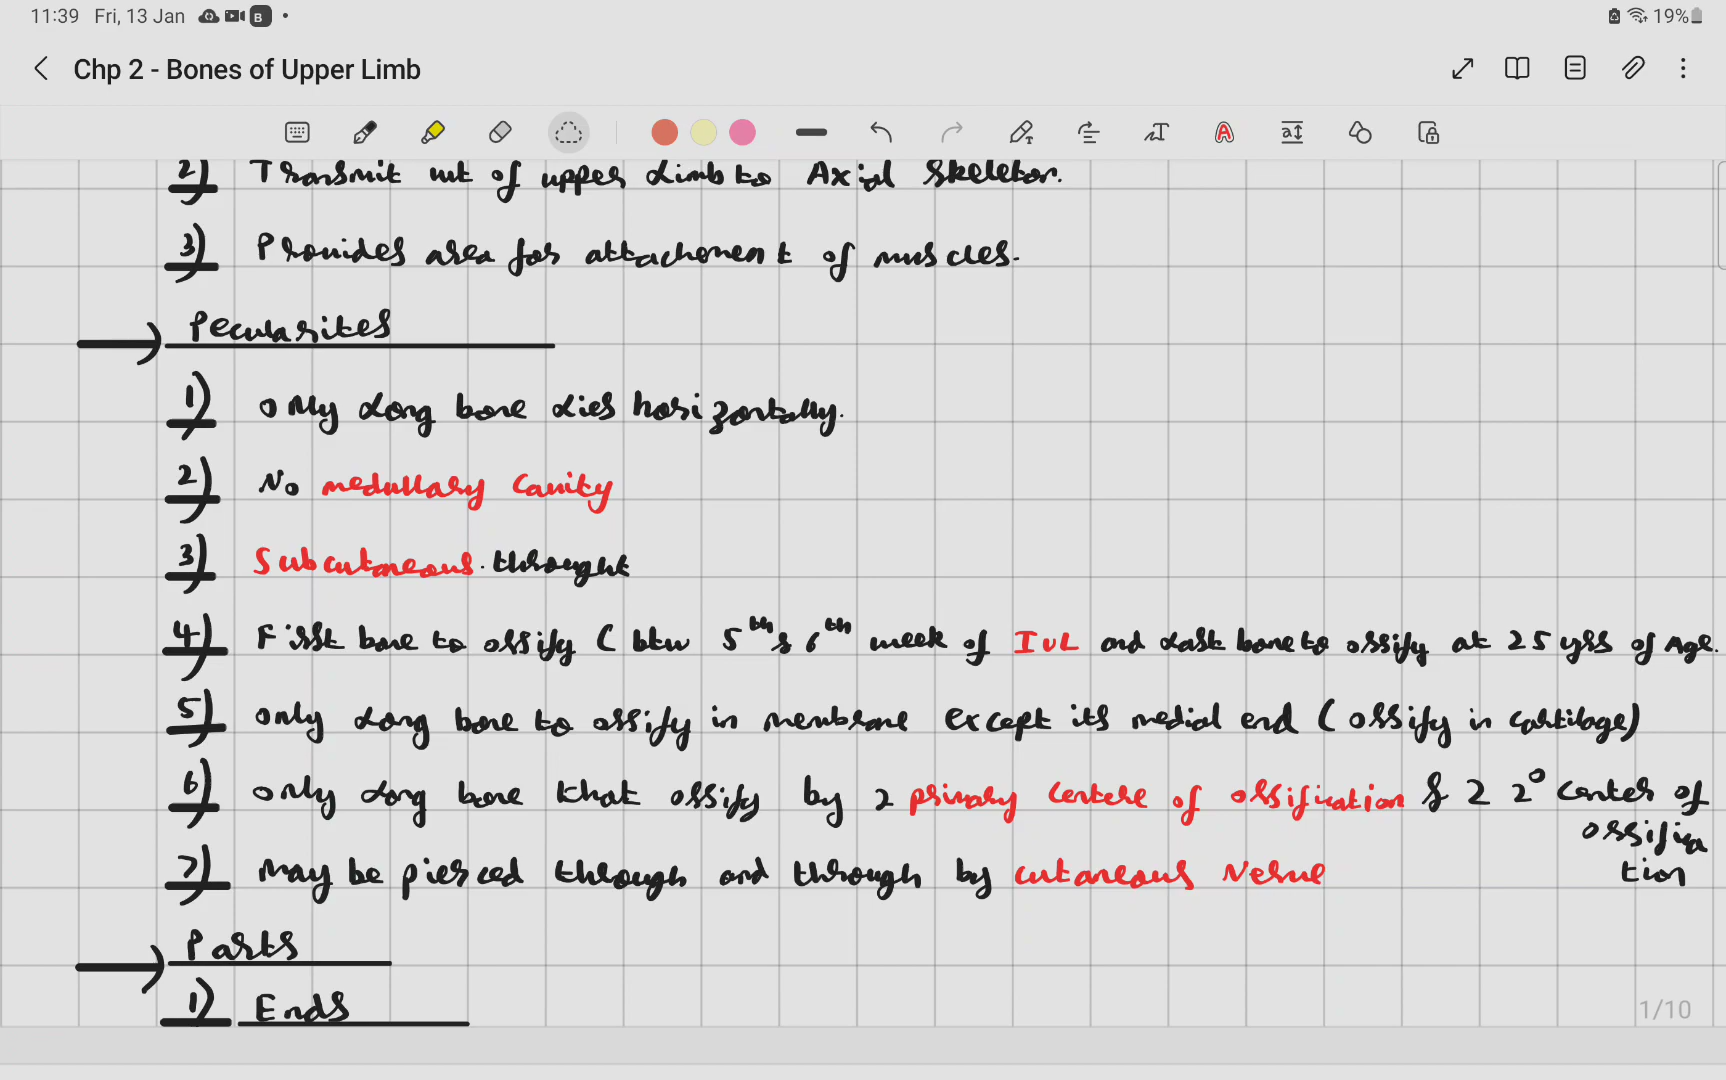 11:39 Fri, 13 Jan 19%
Chp 2 - Bones of Upper Limb
2) Transmit wt of upper limb to Axial Skeleton.
3) Provides area for attachement of muscles.
Pecularites
1) only long bone lies horizontally.
2) No medullary Cavity
3) Subcutaneous throught
4) First bone to ossify ( btw 5th & 6th week of IUL and last bone to ossify at 25 yrs of Age.
5) only long bone to ossify in membrane except its medial end ( ossify in cartilage)
6) only long bone that ossify by 2 primary centere of ossification & 2 2° center of
ossifica
tion
7) May be pierced through and through by cutaneous Nerve
Parts
1) Ends
1/10